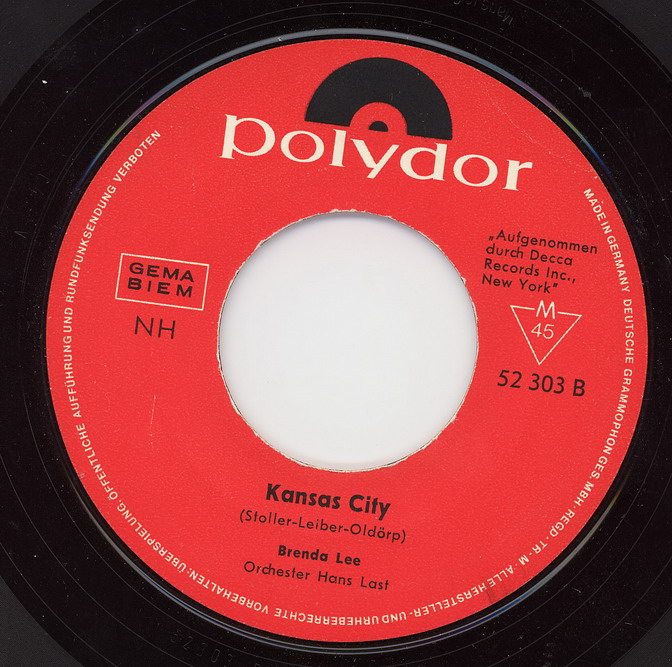 polydor
GEMA
BIEM
NH
„Aufgenommen
durch Decca
Records Inc.,
New York"
M
45
52 303 B
Kansas City
(Stoller-Leiber-Oldörp)
Brenda Lee
Orchester Hans Last
MADE IN GERMANY DEUTSCHE GRAMMOPHON GES. MBH · REGD. · TR-M · ALLE HERSTELLER- UND URHEBERRECHTE VORBEHALTEN: ÜBERSPIELUNG, ÖFFENTLICHE AUFFÜHRUNG UND RUNDFUNKSENDUNG VERBOTEN